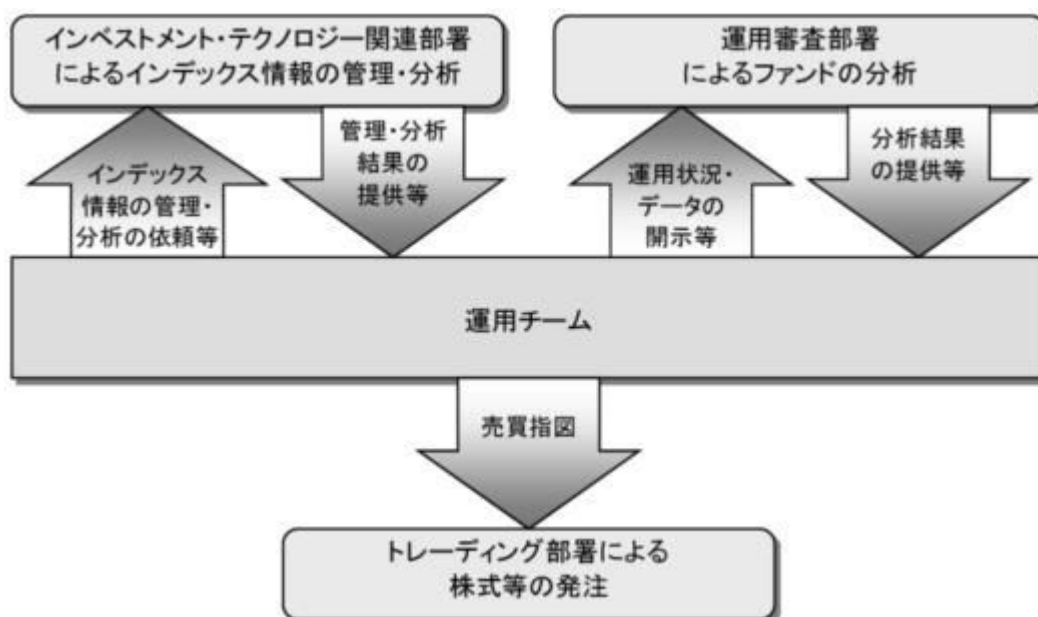 インベストメント・テクノロジー関連部署
によるインデックス情報の管理・分析
運用審査部署
によるファンドの分析
インデックス
情報の管理・
分析の依頼等
管理・分析
結果の
提供等
運用状況・
データの
開示等
分析結果
の提供等
運用チーム
売買指図
トレーディング部署による
株式等の発注